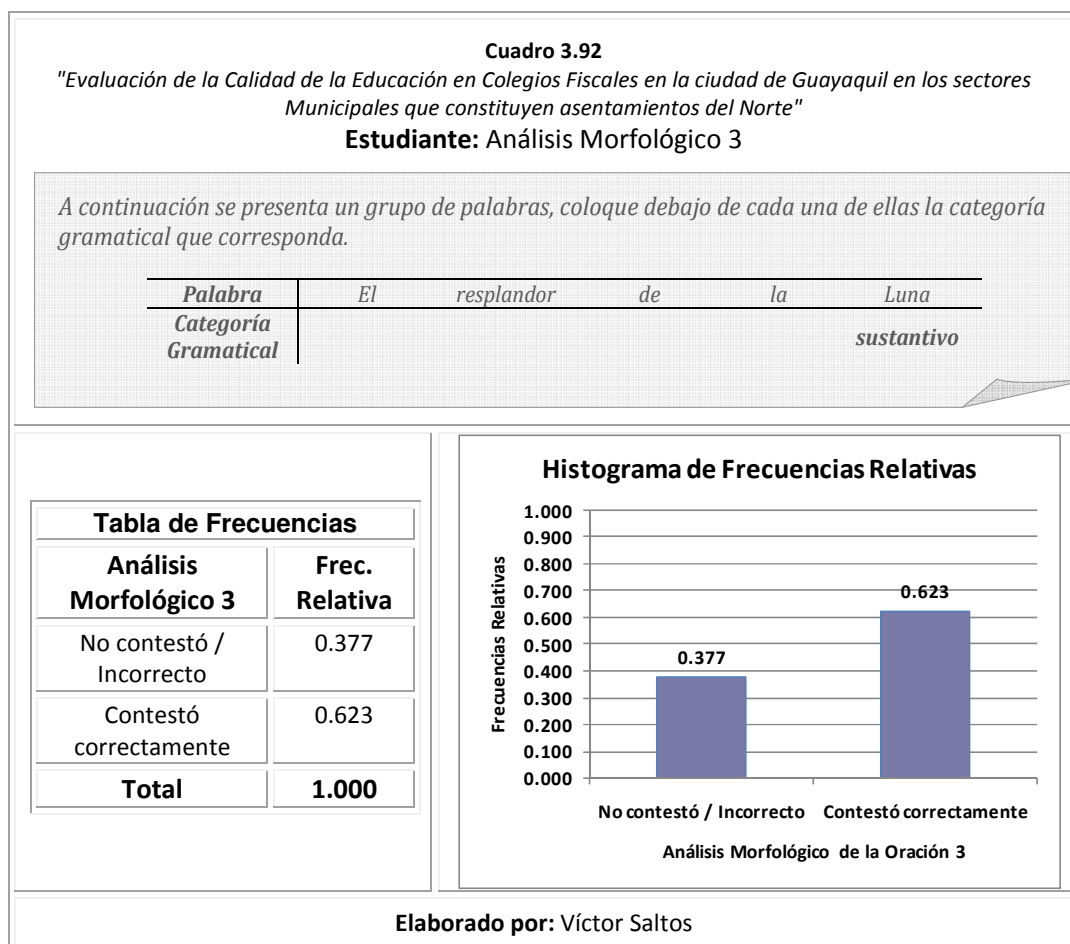 Cuadro 3.92
"Evaluación de la Calidad de la Educación en Colegios Fiscales en la ciudad de Guayaquil en los sectores
Municipales que constituyen asentamientos del Norte"
Estudiante: Análisis Morfológico 3
A continuación se presenta un grupo de palabras, coloque debajo de cada una de ellas la categoría
gramatical que corresponda.
Palabra El resplandor de la Luna
Categoría
Gramatical sustantivo
Tabla de Frecuencias
Análisis
Morfológico 3
Frec.
Relativa
No contestó /
Incorrecto
0.377
Contestó
correctamente
0.623
Total 1.000
Histograma de Frecuencias Relativas
Frecuencias Relativas
1.000
0.900
0.800
0.700
0.600
0.500
0.400
0.300
0.200
0.100
0.000
0.377
0.623
No contestó / Incorrecto Contestó correctamente
Análisis Morfológico de la Oración 3
Elaborado por: Víctor Saltos